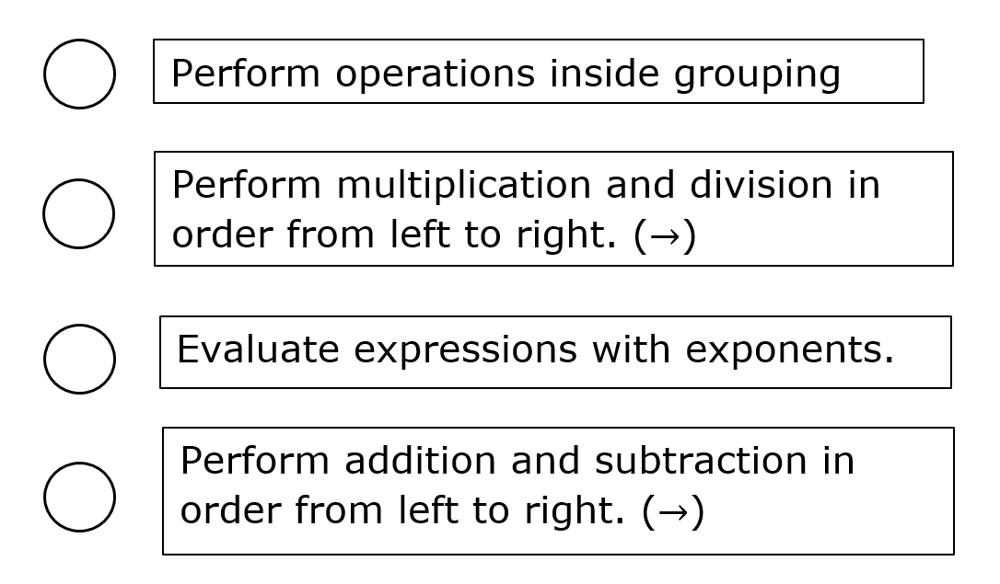 Perform operations inside grouping
Perform multiplication and division in
order from left to right. (→)
Evaluate expressions with exponents.
Perform addition and subtraction in
order from left to right. (→)